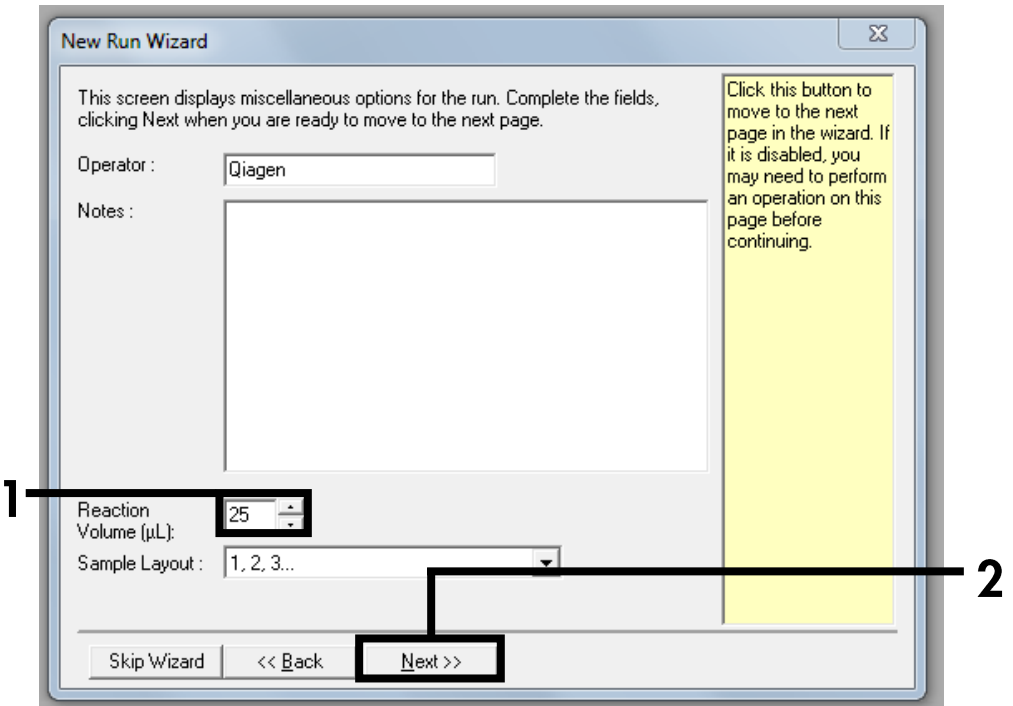 New Run Wizard
This screen displays miscellaneous options for the run. Complete the fields,
clicking Next when you are ready to move to the next page.
Operator :
Qiagen
Notes :
Click this button to
move to the next
page in the wizard. If
it is disabled, you
may need to perform
an operation on this
page before
continuing.
1
Reaction
Volume (µL):
25
Sample Layout :
1, 2, 3...
2
Skip Wizard
<< Back
Next >>